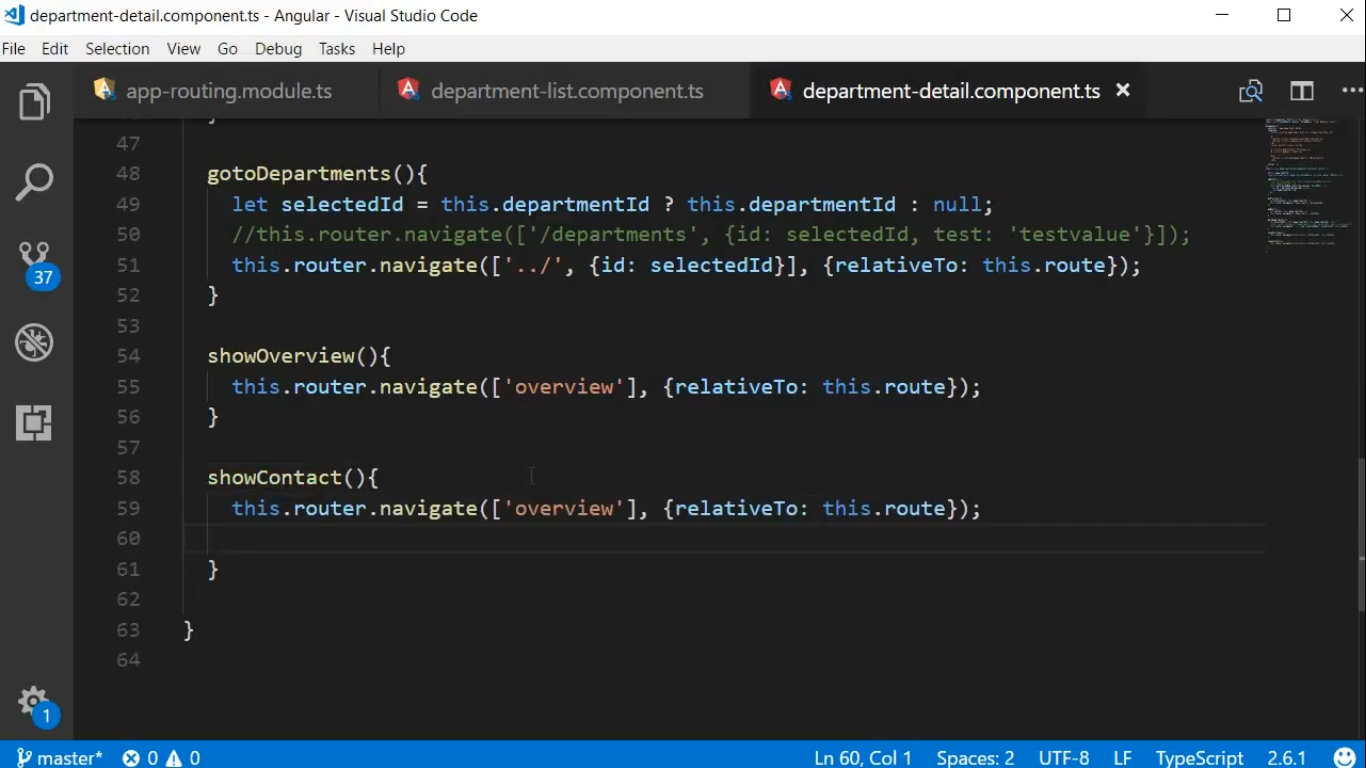 department-detail.component.ts - Angular - Visual Studio Code
File Edit Selection View Go Debug Tasks Help
app-routing.module.ts department-list.component.ts department-detail.component.ts
47
48 gotoDepartments(){
49 let selectedId = this.departmentId ? this.departmentId : null;
50 //this.router.navigate(['/departments', {id: selectedId, test: 'testvalue'}]);
51 this.router.navigate(['../', {id: selectedId}], {relativeTo: this.route});
52 }
53
54 showOverview(){
55 this.router.navigate(['overview'], {relativeTo: this.route});
56 }
57
58 showContact(){
59 this.router.navigate(['overview'], {relativeTo: this.route});
60
61 }
62
63 }
64
37
1
master* 0 0 Ln 60, Col 1 Spaces: 2 UTF-8 LF TypeScript 2.6.1